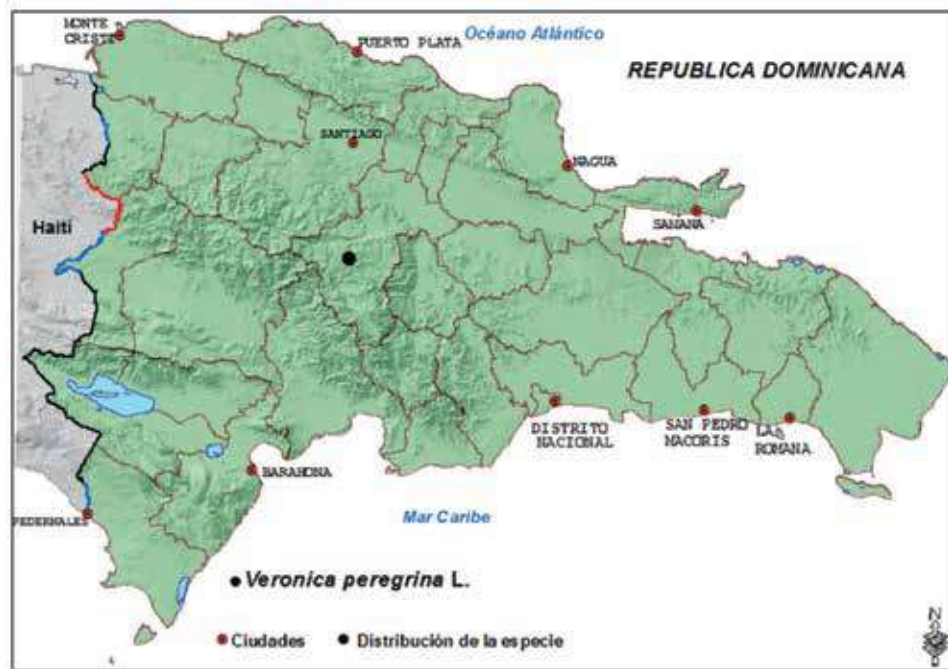 MONTE
CRISTI
PUERTO PLATA
Océano Atlántico
REPUBLICA DOMINICANA
SANTIAGO
NAGUA
SAMANA
Haití
DISTRITO
NACIONAL
SAN PEDRO
MACORIS
LA
ROMANA
BARAHONA
PEDERNALES
Mar Caribe
Veronica peregrina L.
Ciudades
Distribución de la especie